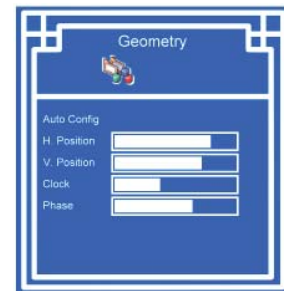 Geometry
Auto Config
H. Position
V. Position
Clock
Phase